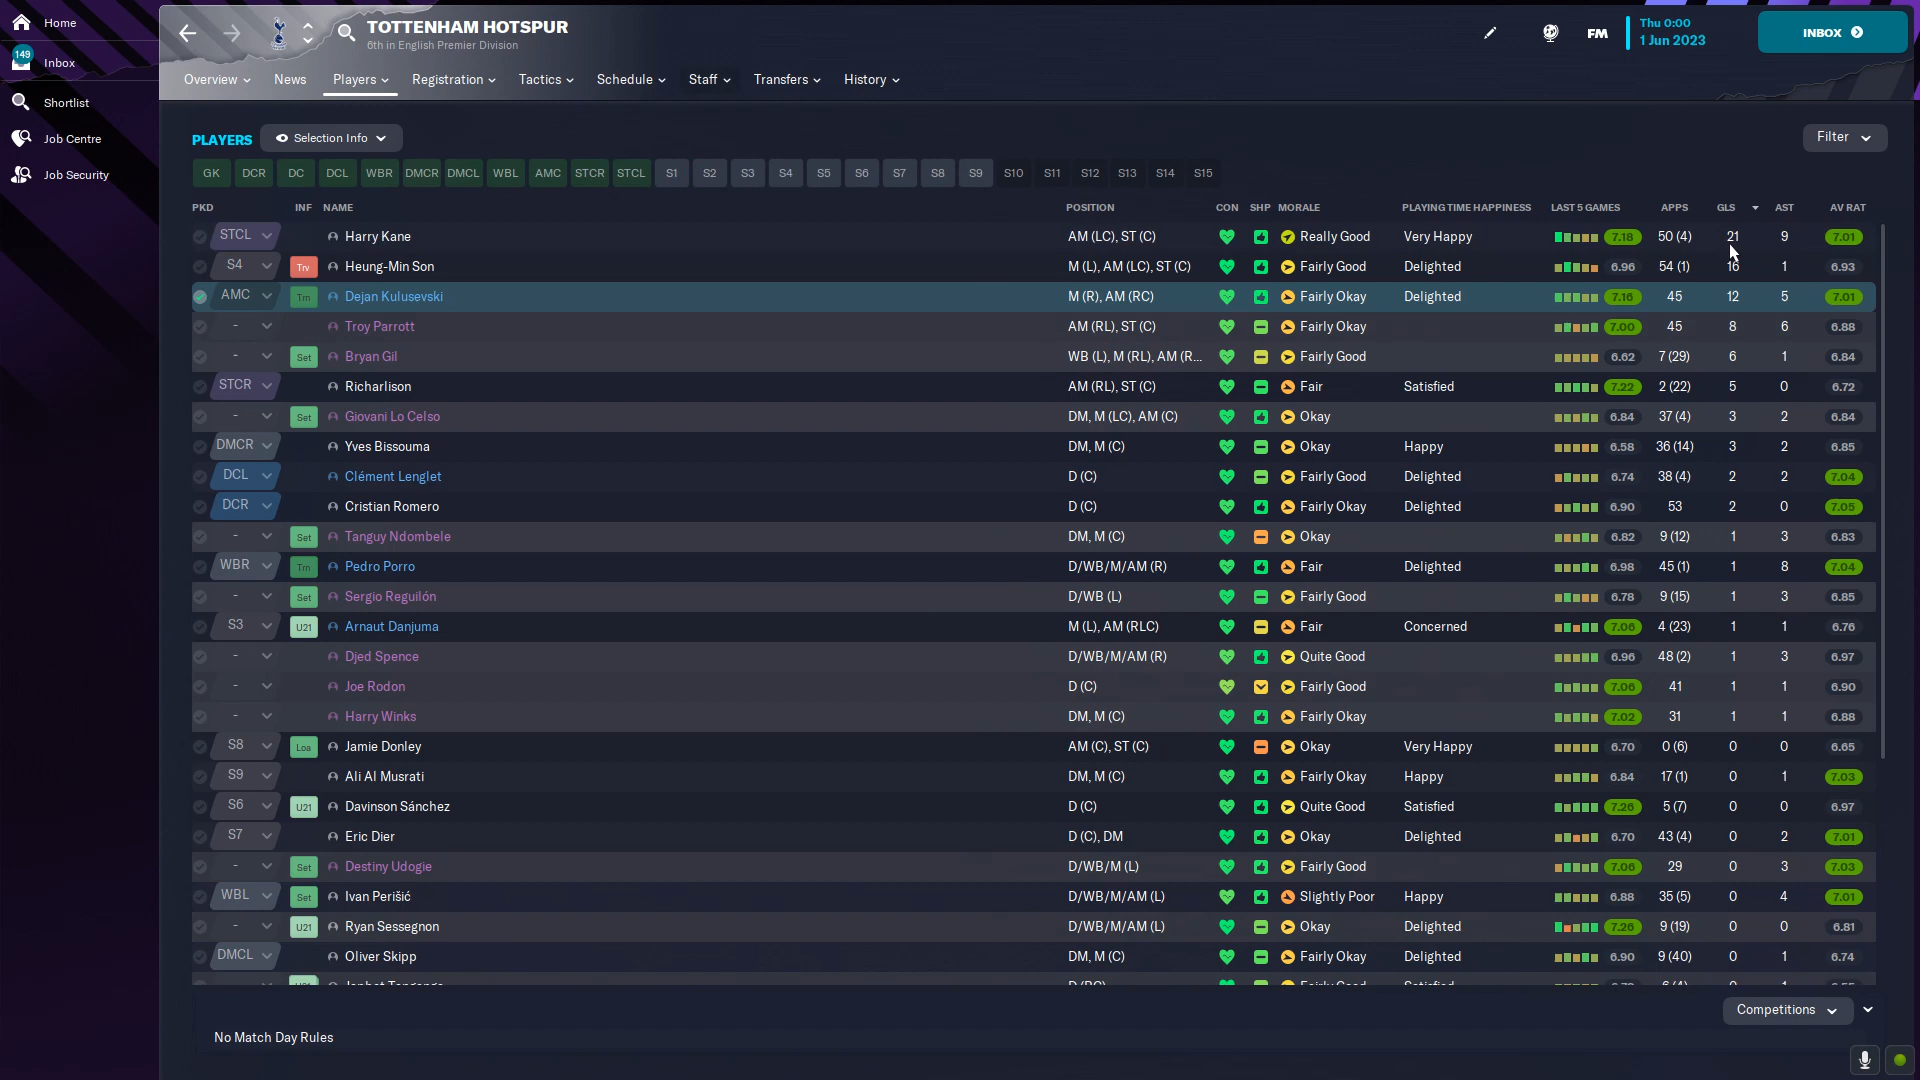 Home
149
Inbox
Shortlist
Job Centre
Job Security
TOTTENHAM HOTSPUR
6th in English Premier Division
FM
Thu 0:00
1 Jun 2023
INBOX
Overview News Players Registration Tactics Schedule Staff Transfers History
PLAYERS Selection Info Filter
GK DCR DC DCL WBR DMCR DMCL WBL AMC STCR STCL S1 S2 S3 S4 S5 S6 S7 S8 S9 S10 S11 S12 S13 S14 S15
PKD INF NAME POSITION CON SHP MORALE PLAYING TIME HAPPINESS LAST 5 GAMES APPS GLS AST AV RAT
STCL Harry Kane AM (LC), ST (C) Really Good Very Happy 7.18 50 (4) 21 9 7.01
S4 Trv Heung-Min Son M (L), AM (LC), ST (C) Fairly Good Delighted 6.96 54 (1) 16 1 6.93
AMC Trn Dejan Kulusevski M (R), AM (RC) Fairly Okay Delighted 7.16 45 12 5 7.01
- Troy Parrott AM (RL), ST (C) Fairly Okay 7.00 45 8 6 6.88
- Set Bryan Gil WB (L), M (RL), AM (R... Fairly Good 6.62 7 (29) 6 1 6.84
STCR Richarlison AM (RL), ST (C) Fair Satisfied 7.22 2 (22) 5 0 6.72
- Set Giovani Lo Celso DM, M (LC), AM (C) Okay 6.84 37 (4) 3 2 6.84
DMCR Yves Bissouma DM, M (C) Okay Happy 6.58 36 (14) 3 2 6.85
DCL Clément Lenglet D (C) Fairly Good Delighted 6.74 38 (4) 2 2 7.04
DCR Cristian Romero D (C) Fairly Okay Delighted 6.90 53 2 0 7.05
- Set Tanguy Ndombele DM, M (C) Okay 6.82 9 (12) 1 3 6.83
WBR Trn Pedro Porro D/WB/M/AM (R) Fair Delighted 6.98 45 (1) 1 8 7.04
- Set Sergio Reguilón D/WB (L) Fairly Good 6.78 9 (15) 1 3 6.85
S3 U21 Arnaut Danjuma M (L), AM (RLC) Fair Concerned 7.06 4 (23) 1 1 6.76
- Djed Spence D/WB/M/AM (R) Quite Good 6.96 48 (2) 1 3 6.97
- Joe Rodon D (C) Fairly Good 7.06 41 1 1 6.90
- Harry Winks DM, M (C) Fairly Okay 7.02 31 1 1 6.88
S8 Loa Jamie Donley AM (C), ST (C) Okay Very Happy 6.70 0 (6) 0 0 6.65
S9 Ali Al Musrati DM, M (C) Fairly Okay Happy 6.84 17 (1) 0 1 7.03
S6 U21 Davinson Sánchez D (C) Quite Good Satisfied 7.26 5 (7) 0 0 6.97
S7 Eric Dier D (C), DM Okay Delighted 6.70 43 (4) 0 2 7.01
- Set Destiny Udogie D/WB/M (L) Fairly Good 7.06 29 0 3 7.03
WBL Set Ivan Perišić D/WB/M/AM (L) Slightly Poor Happy 6.88 35 (5) 0 4 7.01
- U21 Ryan Sessegnon D/WB/M/AM (L) Okay Delighted 7.26 9 (19) 0 0 6.81
DMCL Oliver Skipp DM, M (C) Fairly Okay Delighted 6.90 9 (40) 0 1 6.74
Competitions
No Match Day Rules